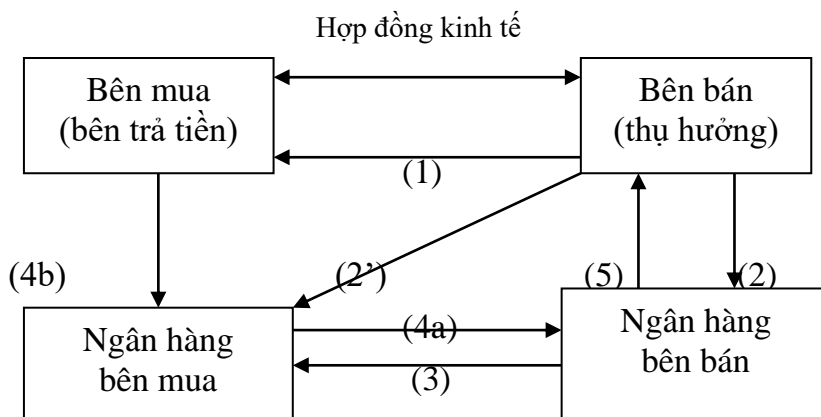 Hợp đồng kinh tế
Bên mua
(bên trả tiền)
Bên bán
(thụ hưởng)
(1)
(4b)
(2’)
(5)
(2)
Ngân hàng
bên mua
(4a)
(3)
Ngân hàng
bên bán